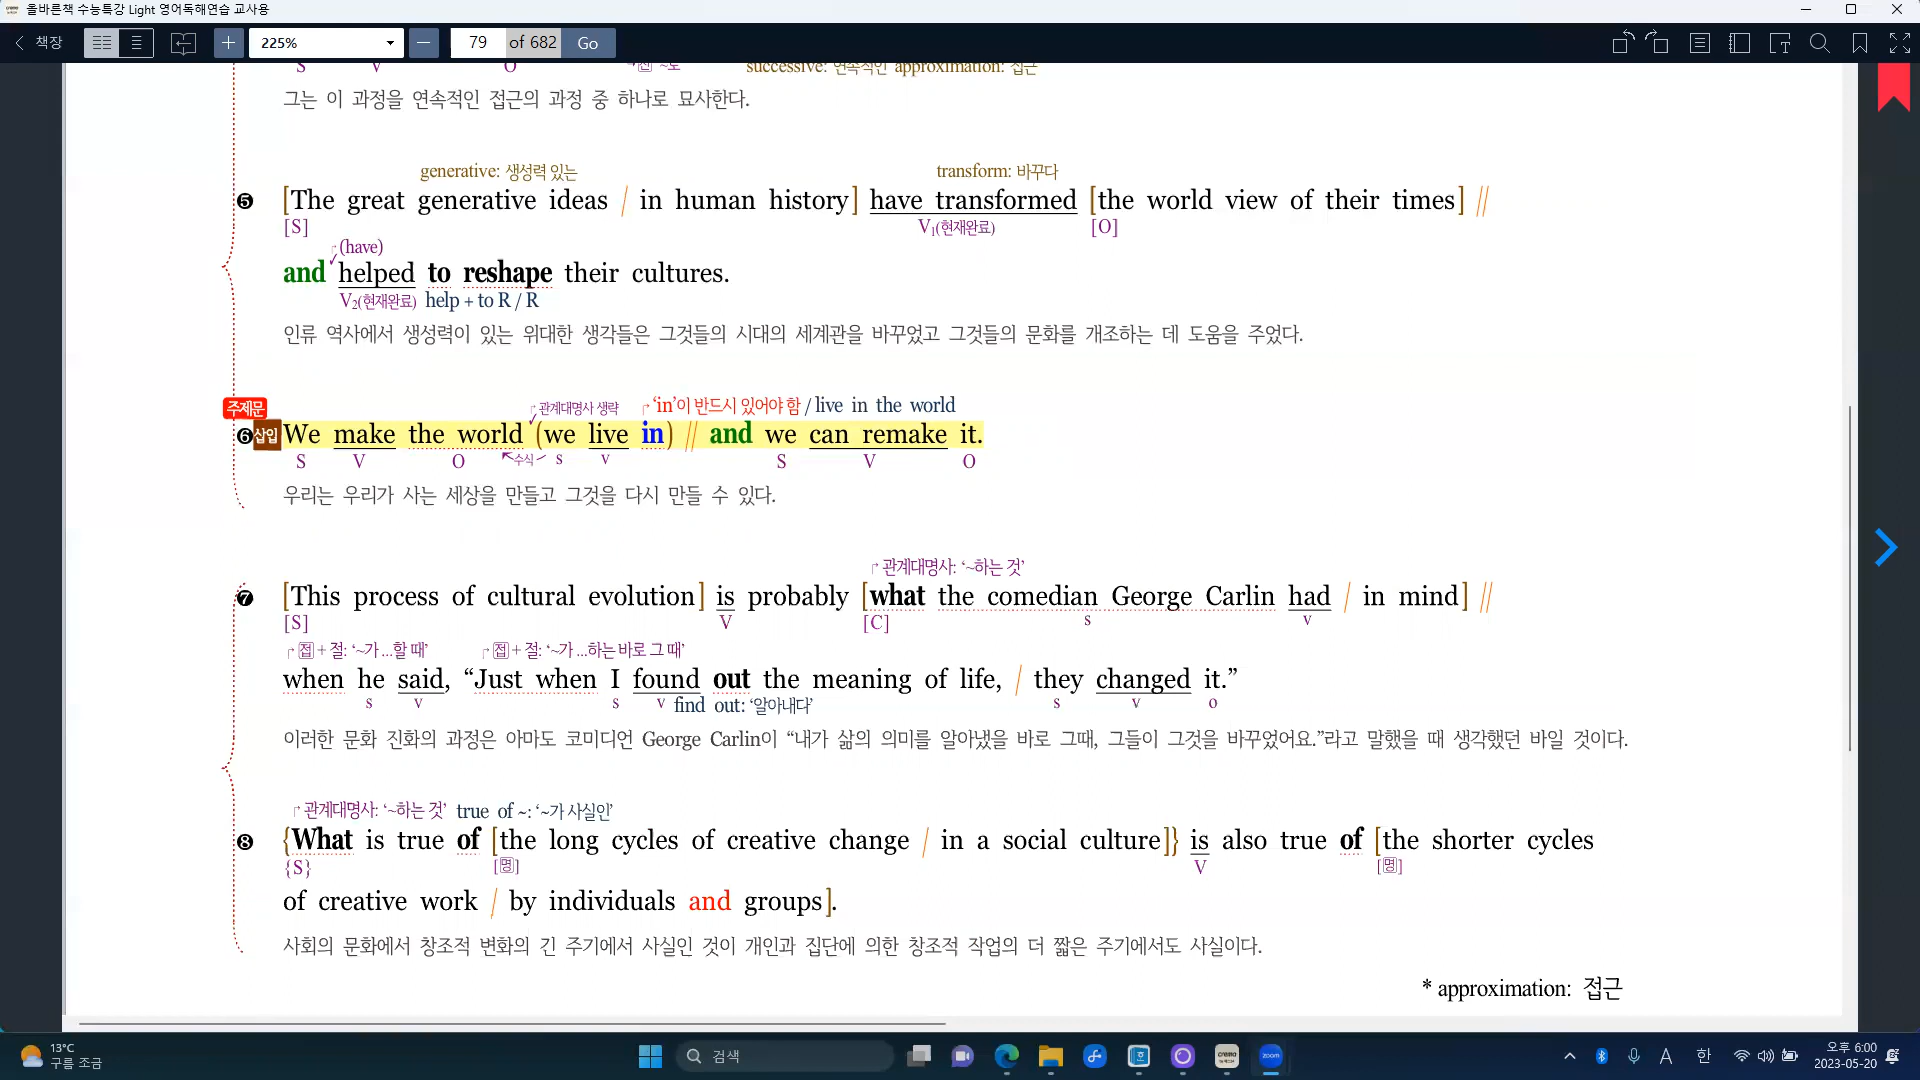 올바른책 수능특강 Light 영어독해연습 교사용
책장
225%
79 of 682 Go
S V O ~로 successive: 연속적인 approximation: 접근
그는 이 과정을 연속적인 접근의 과정 중 하나로 묘사한다.
generative: 생성력 있는 transform: 바꾸다
❺ [The great generative ideas / in human history] have transformed [the world view of their times] //
[S] V₁(현재완료) [O]
(have)
and helped to reshape their cultures.
V₂(현재완료) help + to R / R
인류 역사에서 생성력이 있는 위대한 생각들은 그것들의 시대의 세계관을 바꾸었고 그것들의 문화를 개조하는 데 도움을 주었다.
주제문 관계대명사 생략 ‘in’이 반드시 있어야 함 / live in the world
❻ 삽입 We make the world (we live in) // and we can remake it.
S V O 수식 s v S V O
우리는 우리가 사는 세상을 만들고 그것을 다시 만들 수 있다.
관계대명사: ‘~하는 것’
❼ [This process of cultural evolution] is probably [what the comedian George Carlin had / in mind] //
[S] V [C] s v
접 + 절: ‘~가 ...할 때’ 접 + 절: ‘~가 ...하는 바로 그 때’
when he said, “Just when I found out the meaning of life, / they changed it.”
s v s v find out: ‘알아내다’ s v o
이러한 문화 진화의 과정은 아마도 코미디언 George Carlin이 “내가 삶의 의미를 알아냈을 바로 그때, 그들이 그것을 바꾸었어요.”라고 말했을 때 생각했던 바일 것이다.
관계대명사: ‘~하는 것’ true of ~: ‘~가 사실인’
❽ {What is true of [the long cycles of creative change / in a social culture]} is also true of [the shorter cycles
{S} [명] V [명]
of creative work / by individuals and groups].
사회의 문화에서 창조적 변화의 긴 주기에서 사실인 것이 개인과 집단에 의한 창조적 작업의 더 짧은 주기에서도 사실이다.
* approximation: 접근
13°C
구름 조금
검색
zoom
A 한
오후 6:00
2023-05-20